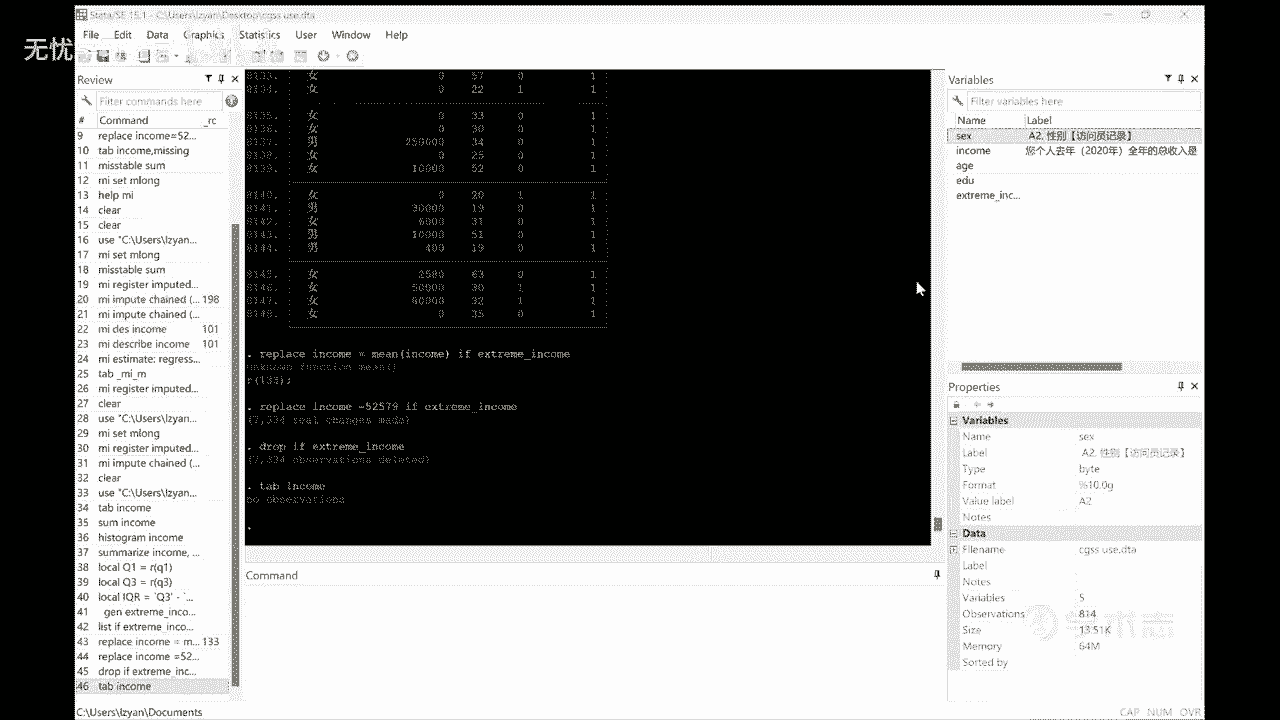 Stata/SE 15.1 - C:\Users\lzyan\Desktop\cgss use.dta
File Edit Data Graphics Statistics User Window Help
无忧
Review
Filter commands here
# Command _rc
9 replace income=52...
10 tab income,missing
11 misstable sum
12 mi set mlong
13 help mi
14 clear
15 clear
16 use "C:\Users\lzyan...
17 mi set mlong
18 misstable sum
19 mi register imputed...
20 mi impute chained (... 198
21 mi impute chained (...
22 mi des income 101
23 mi describe income 101
24 mi estimate: regress...
25 tab _mi_m
26 mi register imputed...
27 clear
28 use "C:\Users\lzyan...
29 mi set mlong
30 mi register imputed...
31 mi impute chained (...
32 clear
33 use "C:\Users\lzyan...
34 tab income
35 sum income
36 histogram income
37 summarize income, ...
38 local Q1 = r(q1)
39 local Q3 = r(q3)
40 local IQR = `Q3' - `...
41 gen extreme_inco...
42 list if extreme_inco...
43 replace income = m... 133
44 replace income =52...
45 drop if extreme_inc...
46 tab income
8133. 女 0 57 0 1
8134. 女 0 22 1 1
8135. 女 0 33 0 1
8136. 女 0 30 0 1
8137. 男 250000 34 0 1
8138. 女 0 25 0 1
8139. 女 10000 52 0 1
8140. 女 0 20 1 1
8141. 男 30000 19 0 1
8142. 女 6000 31 0 1
8143. 男 10000 51 0 1
8144. 男 400 19 0 1
8145. 女 2500 63 0 1
8146. 女 50000 30 1 1
8147. 女 60000 32 1 1
8148. 女 0 35 0 1
. replace income = mean(income) if extreme_income
unknown function mean()
r(133);
. replace income =52579 if extreme_income
. drop if extreme_income
(7,334 observations deleted)
. tab income
no observations
.
Command
Variables
Filter variables here
Name Label
sex A2. 性别【访问员记录】
income 您个人去年（2020年）全年的总收入是
age
edu
extreme_inc...
Properties
Variables
Name sex
Label A2. 性别【访问员记录】
Type byte
Format %10.0g
Value label A2
Notes
Data
Filename cgss use.dta
Label
Notes
Variables 5
Observations 814
Size 13.51K
Memory 64M
Sorted by
学术志
C:\Users\lzyan\Documents
CAP NUM OVR